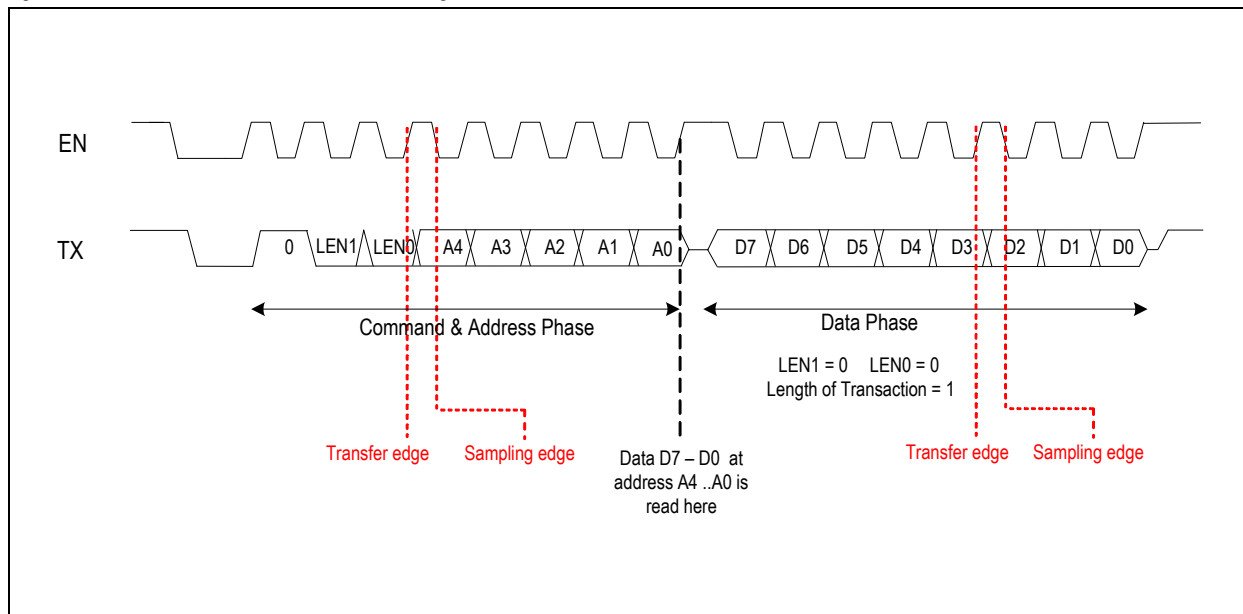 EN
TX
0 LEN1 LEN0 A4 A3 A2 A1 A0 D7 D6 D5 D4 D3 D2 D1 D0
Command & Address Phase
Data Phase
LEN1 = 0 LEN0 = 0
Length of Transaction = 1
Transfer edge Sampling edge
Data D7 – D0 at
address A4 ..A0 is
read here
Transfer edge Sampling edge